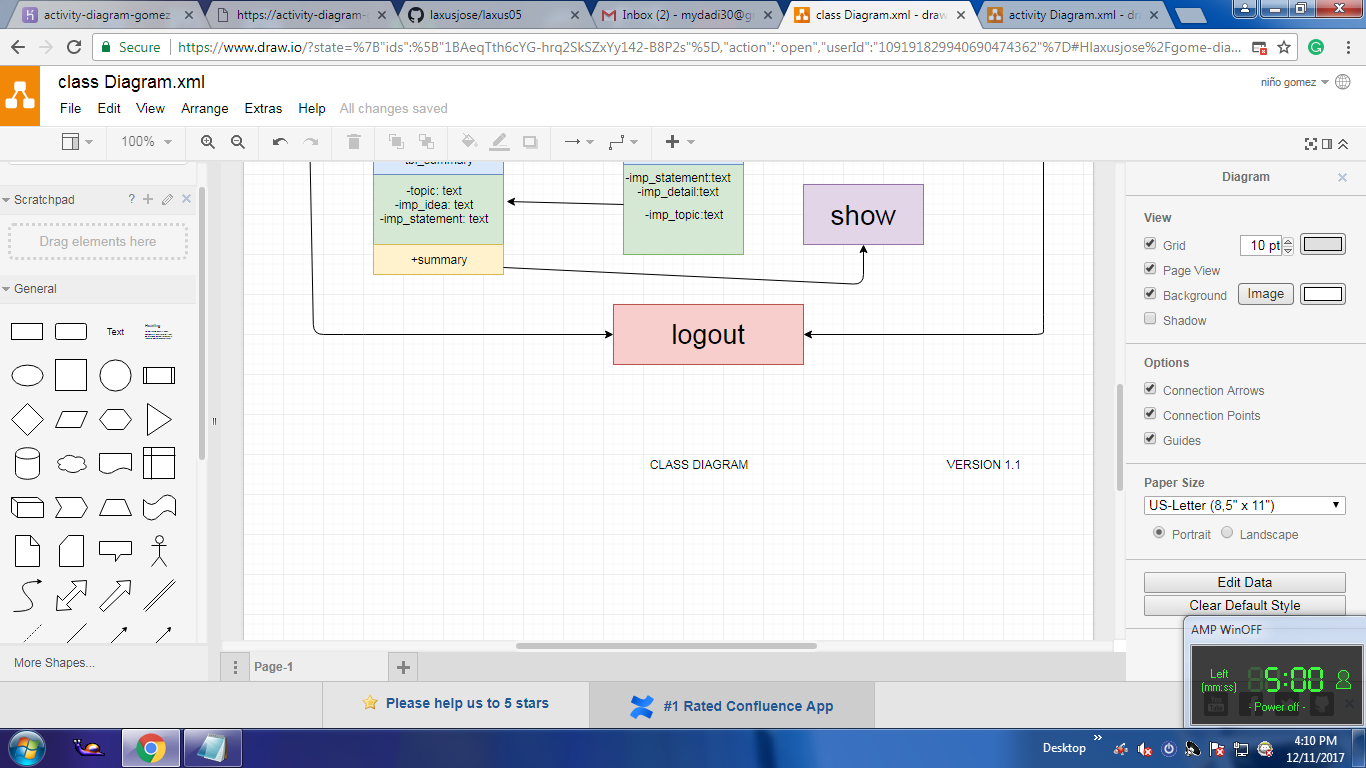 activity-diagram-gomez
https://activity-diagram-
laxusjose/laxus05
Inbox (2) - mydadi30@g
class Diagram.xml - draw
activity Diagram.xml - dra
Secure
https://www.draw.io/?state=%7B"ids":%5B"1BAeqTth6cYG-hrq2SkSZxYy142-B8P2s"%5D,"action":"open","userId":"109191829940690474362"%7D#Hlaxusjose%2Fgome-dia...
class Diagram.xml
niño gomez
File Edit View Arrange Extras Help All changes saved
100%
Scratchpad
?
Drag elements here
General
Text
Heading
More Shapes...
tbl_summary
-topic: text
-imp_idea: text
-imp_statement: text
+summary
-imp_statement:text
-imp_detail:text
-imp_topic:text
show
logout
CLASS DIAGRAM
VERSION 1.1
Page-1
Diagram
View
Grid
10 pt
Page View
Background
Image
Shadow
Options
Connection Arrows
Connection Points
Guides
Paper Size
US-Letter (8,5" x 11")
Portrait
Landscape
Edit Data
Clear Default Style
Please help us to 5 stars
#1 Rated Confluence App
AMP WinOFF
Left
(mm:ss)
5:00
- Power off -
Desktop
4:10 PM
12/11/2017